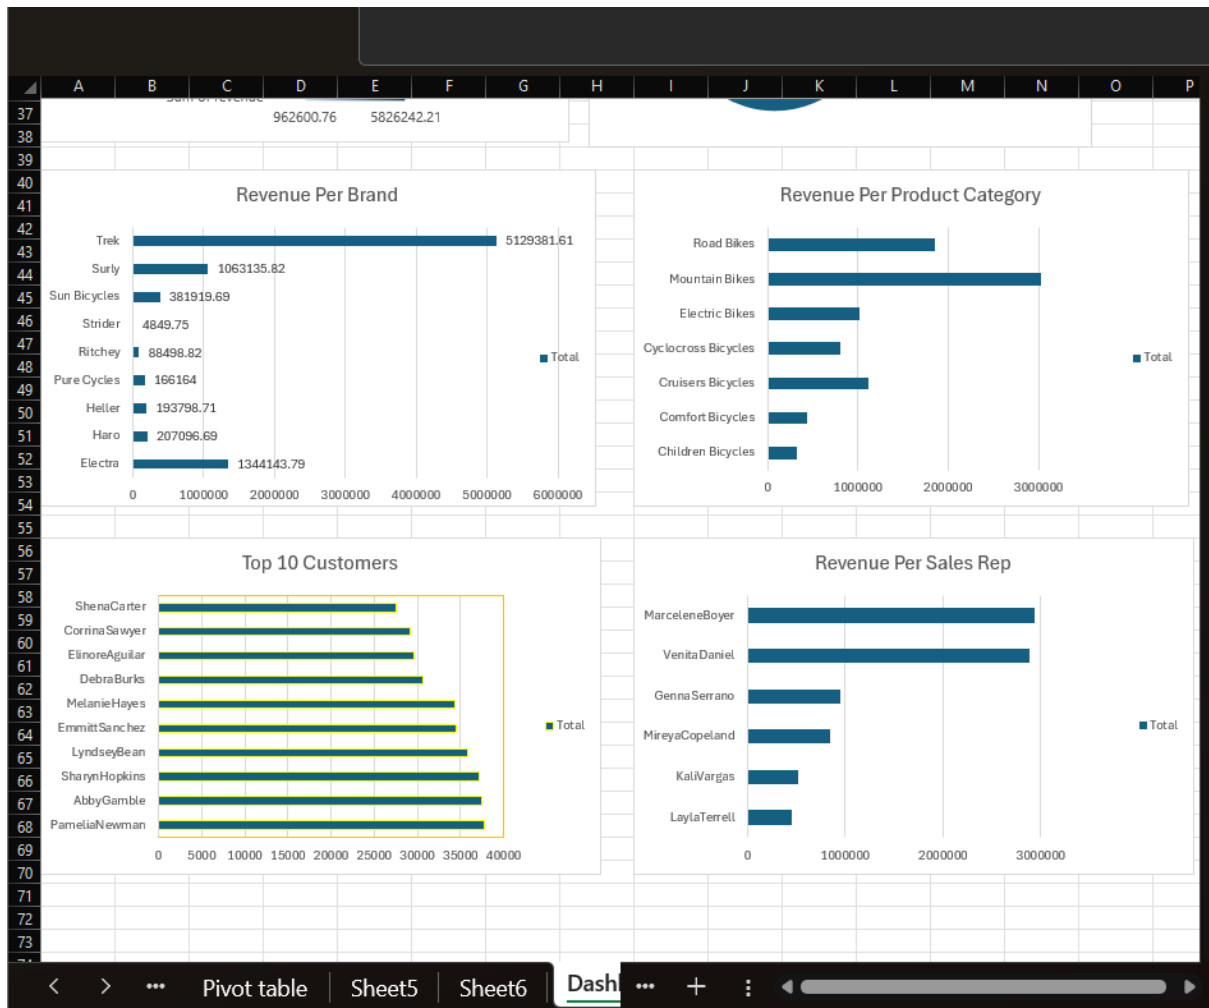 A B C D E F G H I J K L M N O P
37
38
39
40
41
42
43
44
45
46
47
48
49
50
51
52
53
54
55
56
57
58
59
60
61
62
63
64
65
66
67
68
69
70
71
72
73
Sum of revenue
962600.76 5826242.21
Revenue Per Brand
Trek 5129381.61
Surly 1063135.82
Sun Bicycles 381919.69
Strider 4849.75
Ritchey 88498.82
Pure Cycles 166164
Heller 193798.71
Haro 207096.69
Electra 1344143.79
0 1000000 2000000 3000000 4000000 5000000 6000000
Total
Revenue Per Product Category
Road Bikes
Mountain Bikes
Electric Bikes
Cyclocross Bicycles
Cruisers Bicycles
Comfort Bicycles
Children Bicycles
0 1000000 2000000 3000000
Total
Top 10 Customers
ShenaCarter
CorrinaSawyer
ElinoreAguilar
DebraBurks
MelanieHayes
EmmittSanchez
LyndseyBean
SharynHopkins
AbbyGamble
PameliaNewman
0 5000 10000 15000 20000 25000 30000 35000 40000
Total
Revenue Per Sales Rep
MarceleneBoyer
VenitaDaniel
GennaSerrano
MireyaCopeland
KaliVargas
LaylaTerrell
0 1000000 2000000 3000000
Total
Pivot table Sheet5 Sheet6 Dash